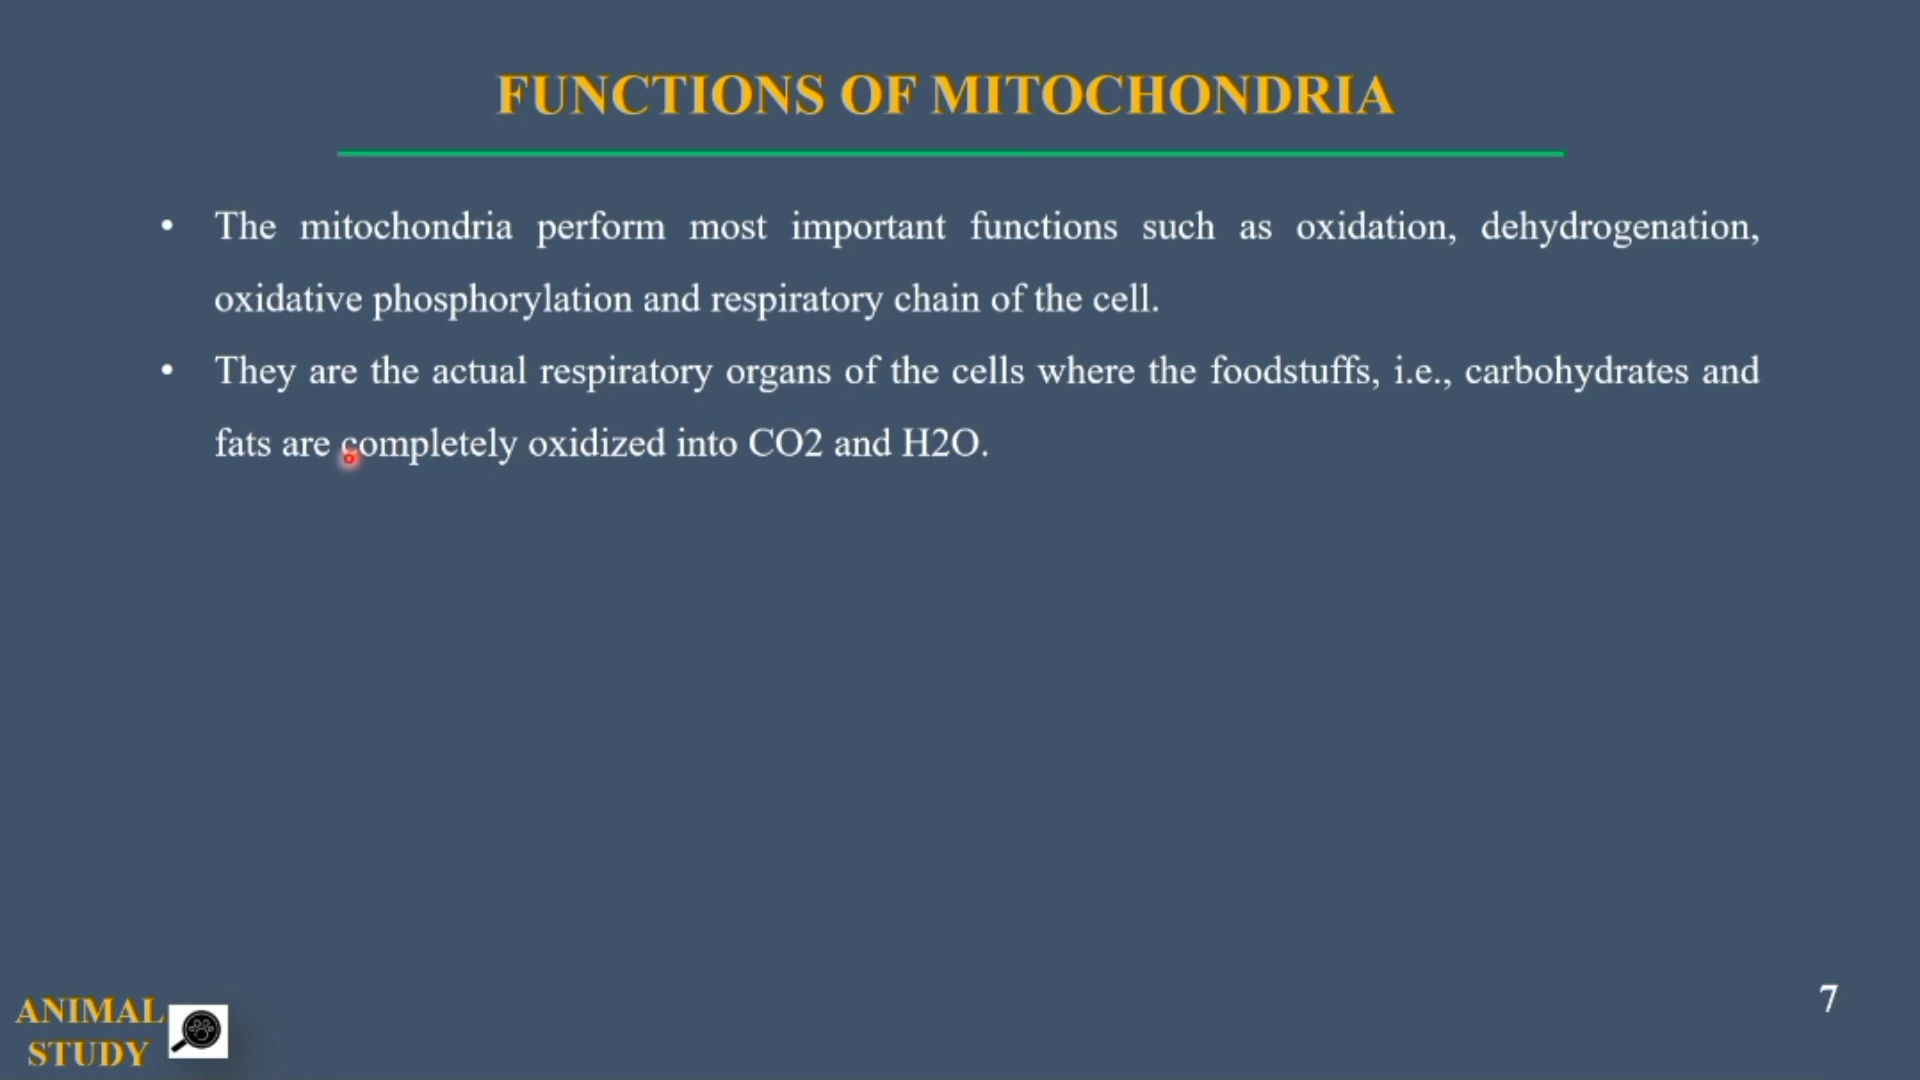 FUNCTIONS OF MITOCHONDRIA
• The mitochondria perform most important functions such as oxidation, dehydrogenation,
oxidative phosphorylation and respiratory chain of the cell.
• They are the actual respiratory organs of the cells where the foodstuffs, i.e., carbohydrates and
fats are completely oxidized into CO2 and H2O.
7
ANIMAL
STUDY